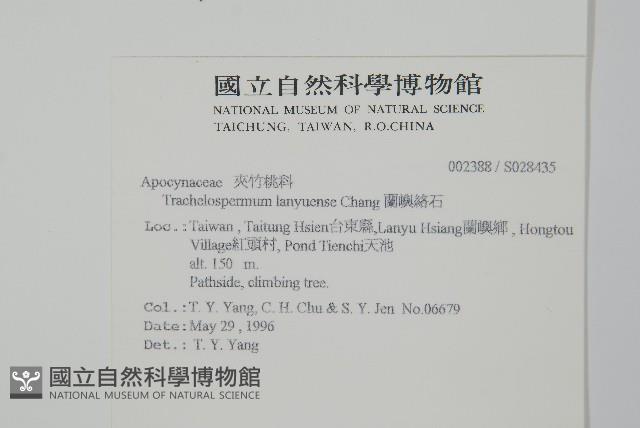 國立自然科學博物館
NATIONAL MUSEUM OF NATURAL SCIENCE
TAICHUNG, TAIWAN, R.O.CHINA
002388 / S028435
Apocynaceae 夾竹桃科
Trachelospermum lanyuense Chang 蘭嶼絡石
Loc.:Taiwan , Taitung Hsien台東縣,Lanyu Hsiang蘭嶼鄉 , Hongtou
Village紅頭村, Pond Tienchi天池
alt. 150 m.
Pathside, climbing tree.
Col.:T. Y. Yang, C. H. Chu & S. Y. Jen No.06679
Date:May 29 , 1996
Det.: T. Y. Yang
國立自然科學博物館
NATIONAL MUSEUM OF NATURAL SCIENCE